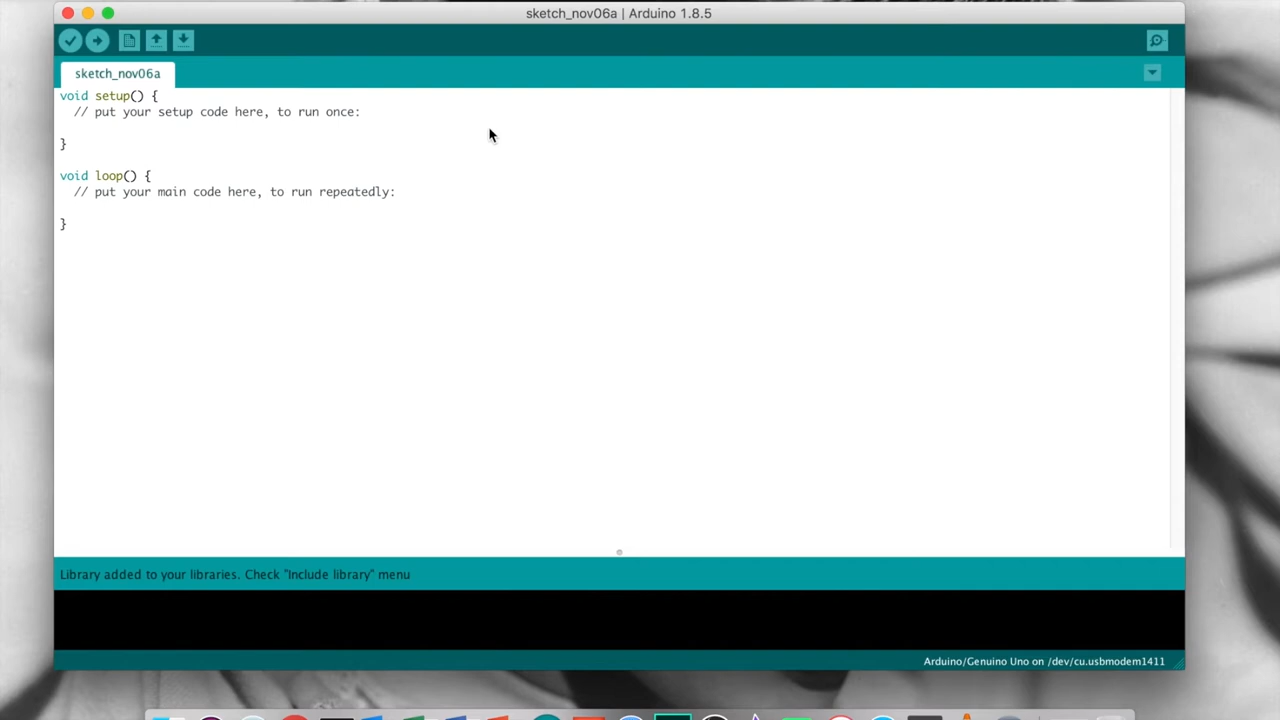 sketch_nov06a | Arduino 1.8.5
sketch_nov06a
void setup() {
  // put your setup code here, to run once:
}
void loop() {
  // put your main code here, to run repeatedly:
}
Library added to your libraries. Check "Include library" menu
Arduino/Genuino Uno on /dev/cu.usbmodem1411